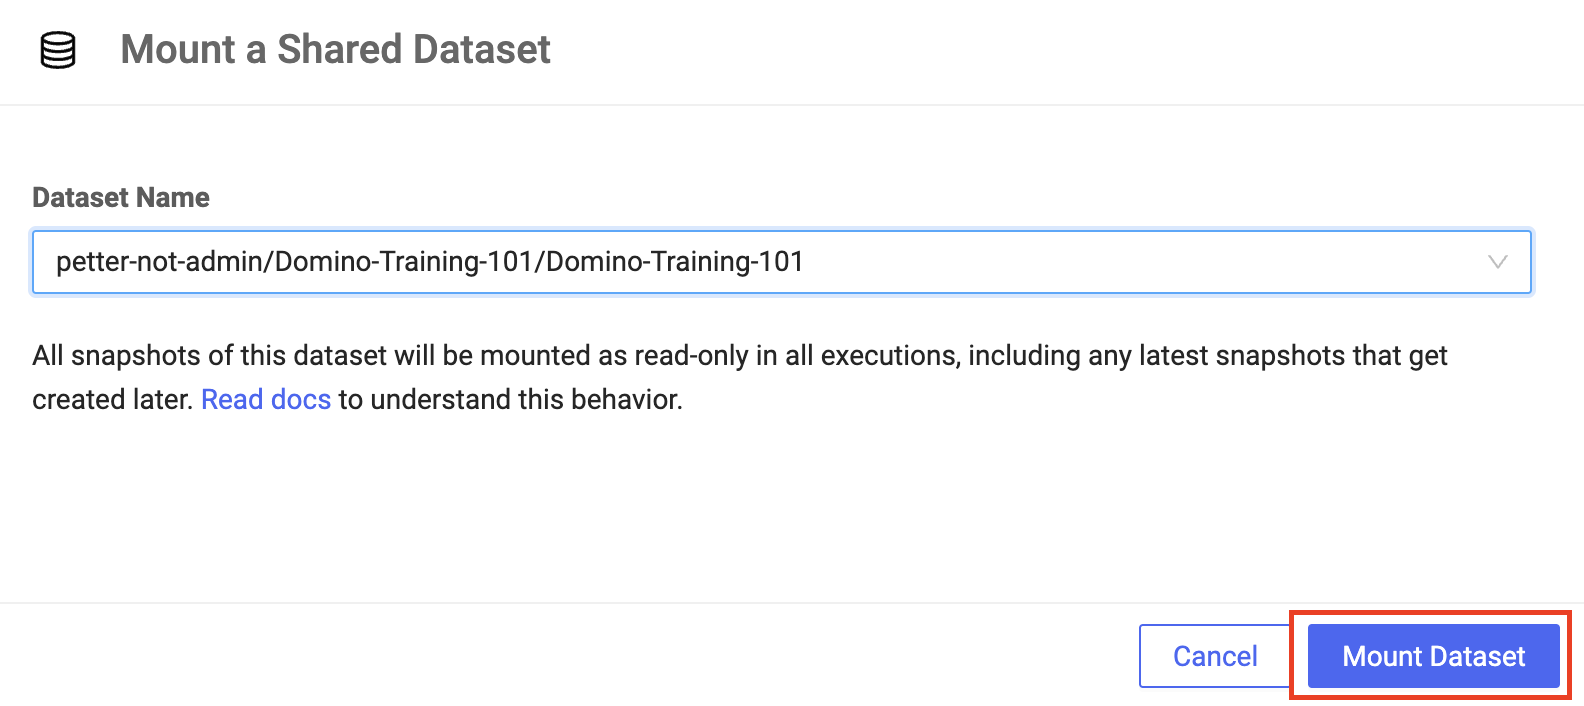 Mount a Shared Dataset
Dataset Name
petter-not-admin/Domino-Training-101/Domino-Training-101
All snapshots of this dataset will be mounted as read-only in all executions, including any latest snapshots that get
created later. Read docs to understand this behavior.
Cancel
Mount Dataset